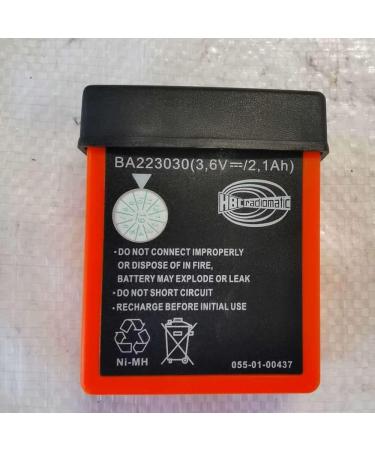 BA223030(3,6V⎓/2,1Ah)
HBC radiomatic
• DO NOT CONNECT IMPROPERLY
OR DISPOSE OF IN FIRE,
BATTERY MAY EXPLODE OR LEAK
• DO NOT SHORT CIRCUIT
• RECHARGE BEFORE INITIAL USE
Ni-MH
055-01-00437